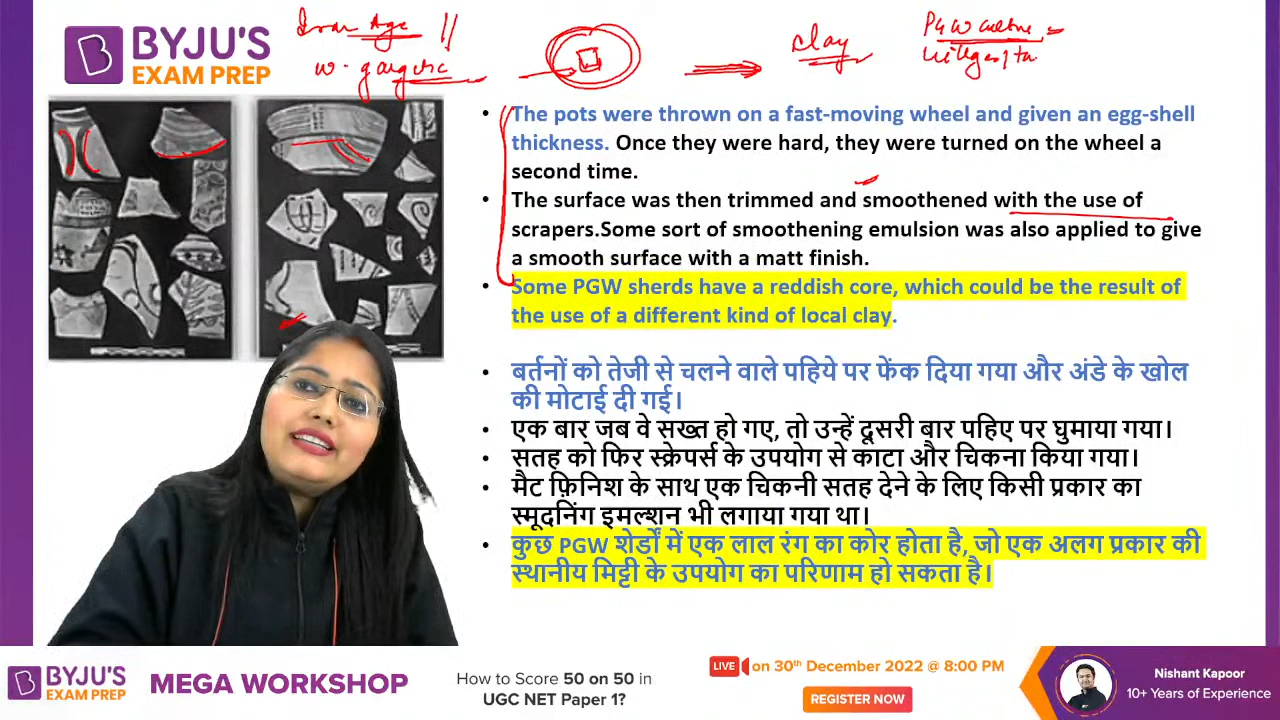 BYJU'S
EXAM PREP
Iron Age
w. gangetic
clay
PGW culture =
• The pots were thrown on a fast-moving wheel and given an egg-shell
thickness. Once they were hard, they were turned on the wheel a
second time.
• The surface was then trimmed and smoothened with the use of
scrapers.Some sort of smoothening emulsion was also applied to give
a smooth surface with a matt finish.
• Some PGW sherds have a reddish core, which could be the result of
the use of a different kind of local clay.
• बर्तनों को तेजी से चलने वाले पहिये पर फेंक दिया गया और अंडे के खोल
की मोटाई दी गई।
• एक बार जब वे सख्त हो गए, तो उन्हें दूसरी बार पहिए पर घुमाया गया।
• सतह को फिर स्क्रेपर्स के उपयोग से काटा और चिकना किया गया।
• मैट फ़िनिश के साथ एक चिकनी सतह देने के लिए किसी प्रकार का
स्मूदनिंग इमल्शन भी लगाया गया था।
• कुछ PGW शेर्डों में एक लाल रंग का कोर होता है, जो एक अलग प्रकार की
स्थानीय मिट्टी के उपयोग का परिणाम हो सकता है।
BYJU'S
EXAM PREP
MEGA WORKSHOP
How to Score 50 on 50 in
UGC NET Paper 1?
LIVE on 30th December 2022 @ 8:00 PM
REGISTER NOW
Nishant Kapoor
10+ Years of Experience